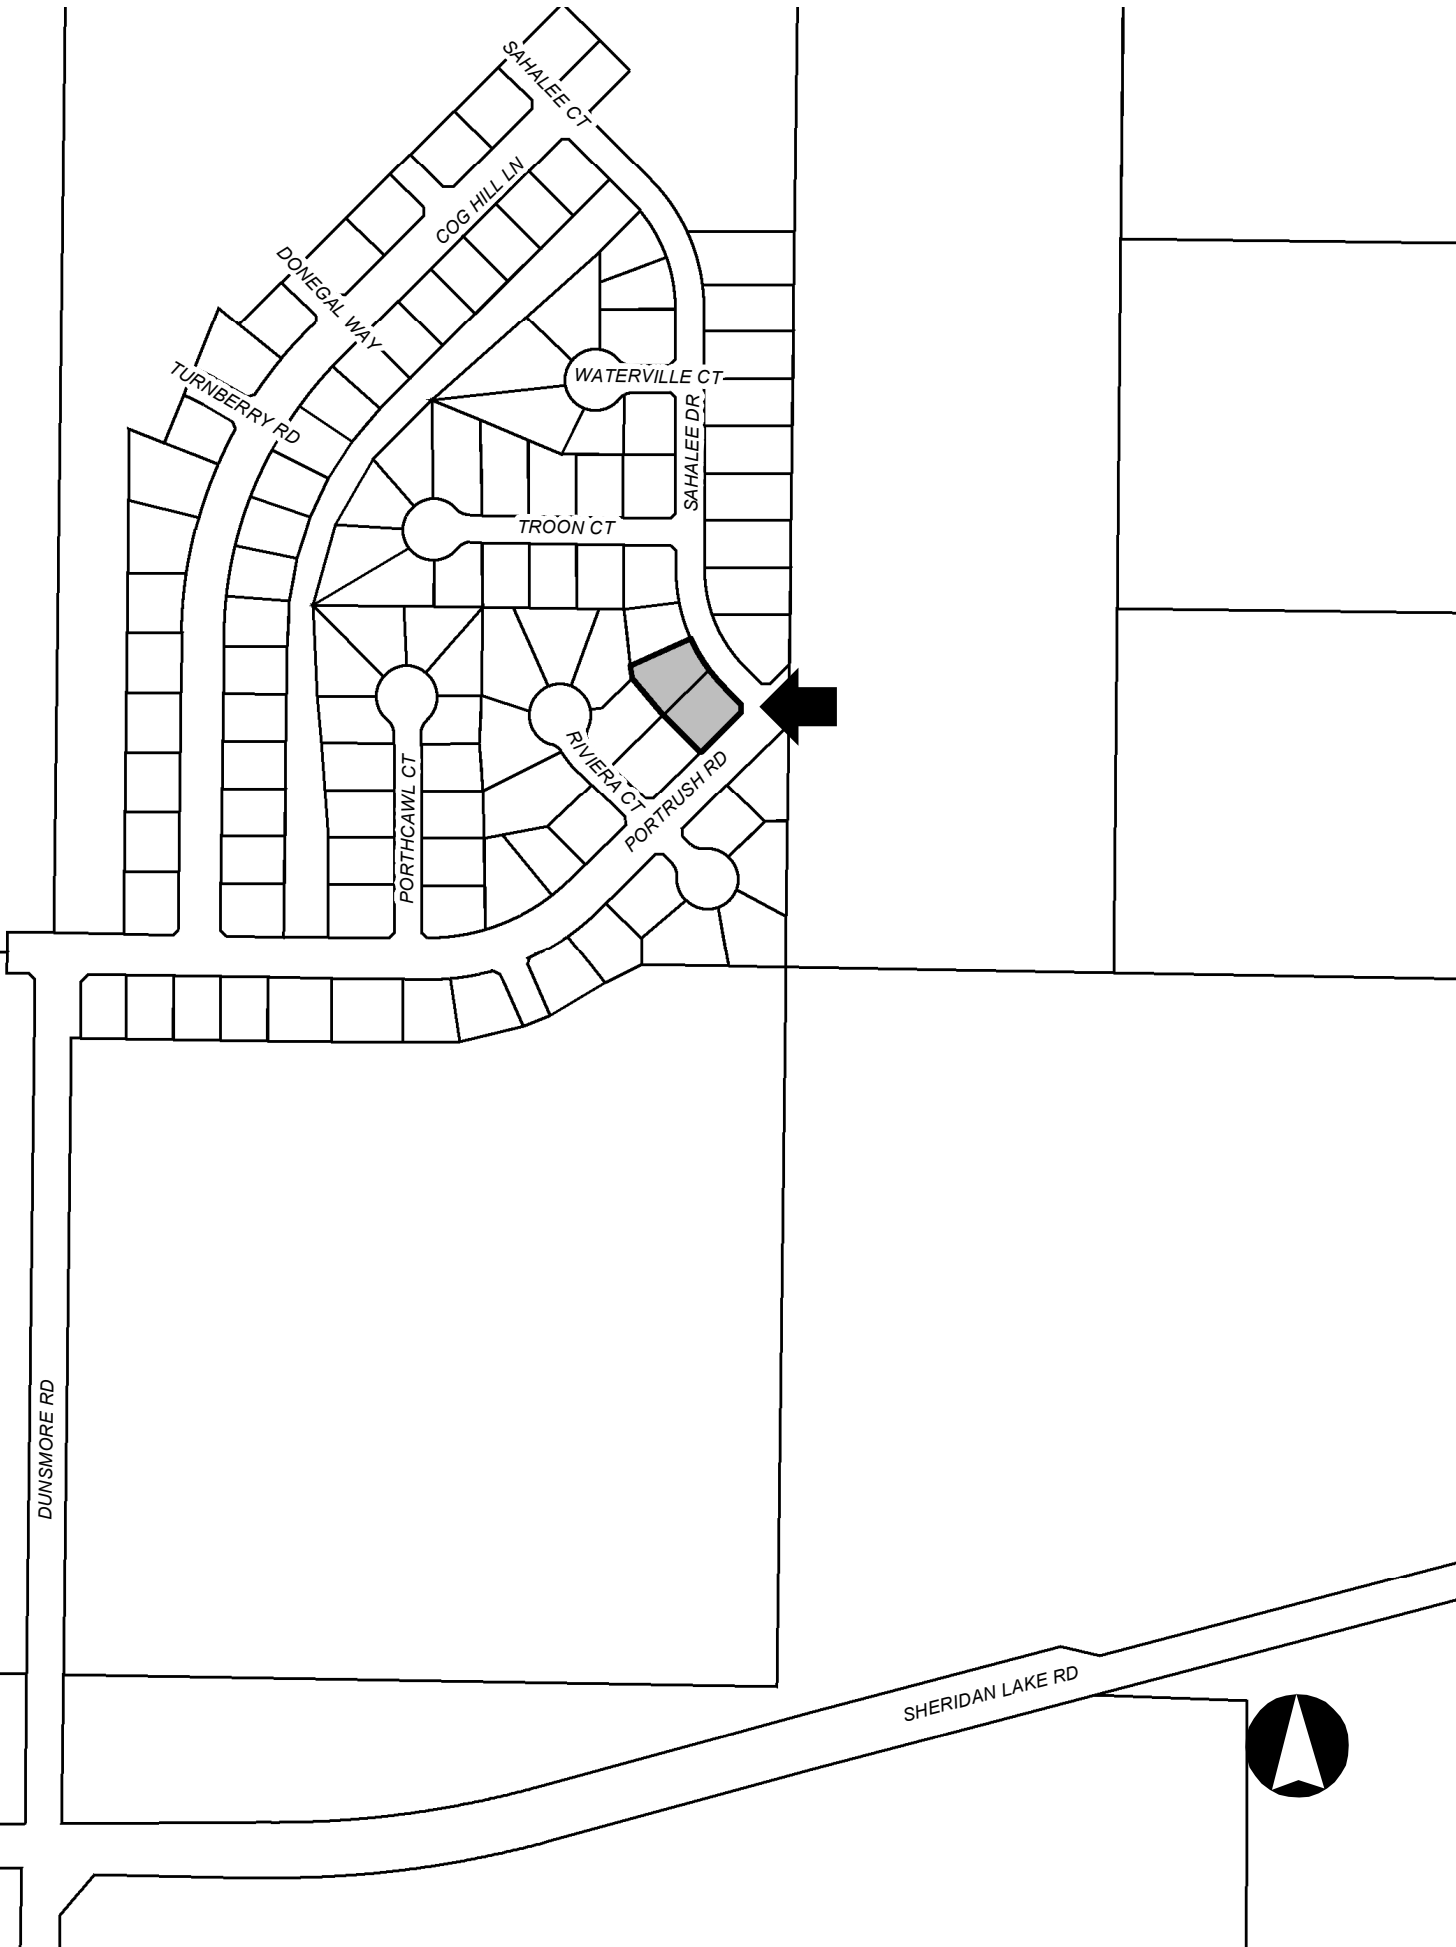 SAHALEE CT
COG HILL LN
DONEGAL WAY
TURNBERRY RD
WATERVILLE CT
SAHALEE DR
TROON CT
RIVIERA CT
PORTRUSH RD
PORTHCAWL CT
DUNSMORE RD
SHERIDAN LAKE RD